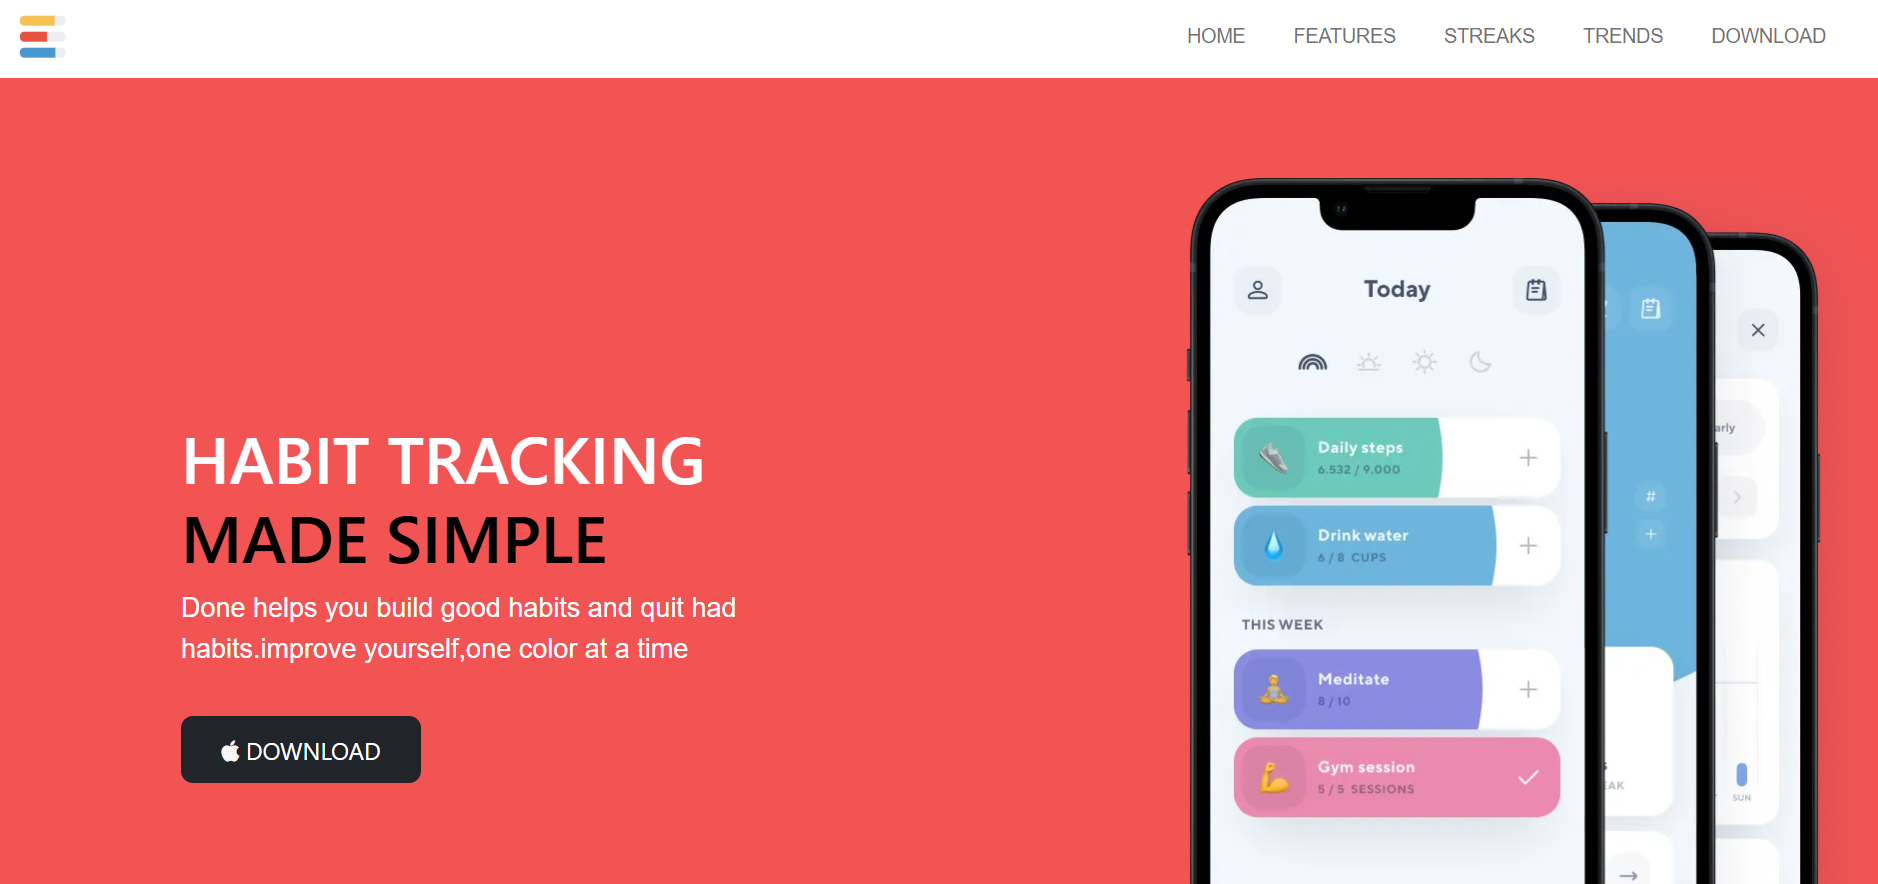 HOME FEATURES STREAKS TRENDS DOWNLOAD
HABIT TRACKING
MADE SIMPLE
Done helps you build good habits and quit had
habits.improve yourself,one color at a time
DOWNLOAD
Today
Daily steps
6.532 / 9.000
Drink water
6 / 8 CUPS
THIS WEEK
Meditate
8 / 10
Gym session
5 / 5 SESSIONS
#
arly
EAK
SUN